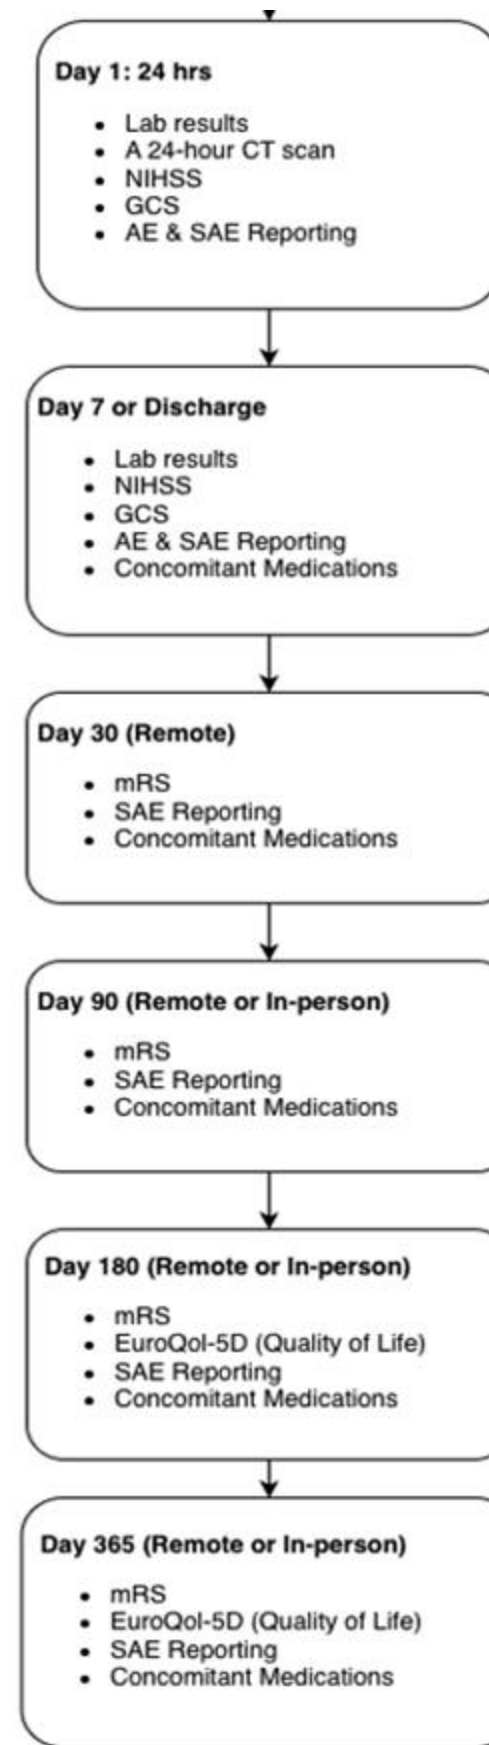 Day 1: 24 hrs
• Lab results
• A 24-hour CT scan
• NIHSS
• GCS
• AE & SAE Reporting
Day 7 or Discharge
• Lab results
• NIHSS
• GCS
• AE & SAE Reporting
• Concomitant Medications
Day 30 (Remote)
• mRS
• SAE Reporting
• Concomitant Medications
Day 90 (Remote or In-person)
• mRS
• SAE Reporting
• Concomitant Medications
Day 180 (Remote or In-person)
• mRS
• EuroQol-5D (Quality of Life)
• SAE Reporting
• Concomitant Medications
Day 365 (Remote or In-person)
• mRS
• EuroQol-5D (Quality of Life)
• SAE Reporting
• Concomitant Medications